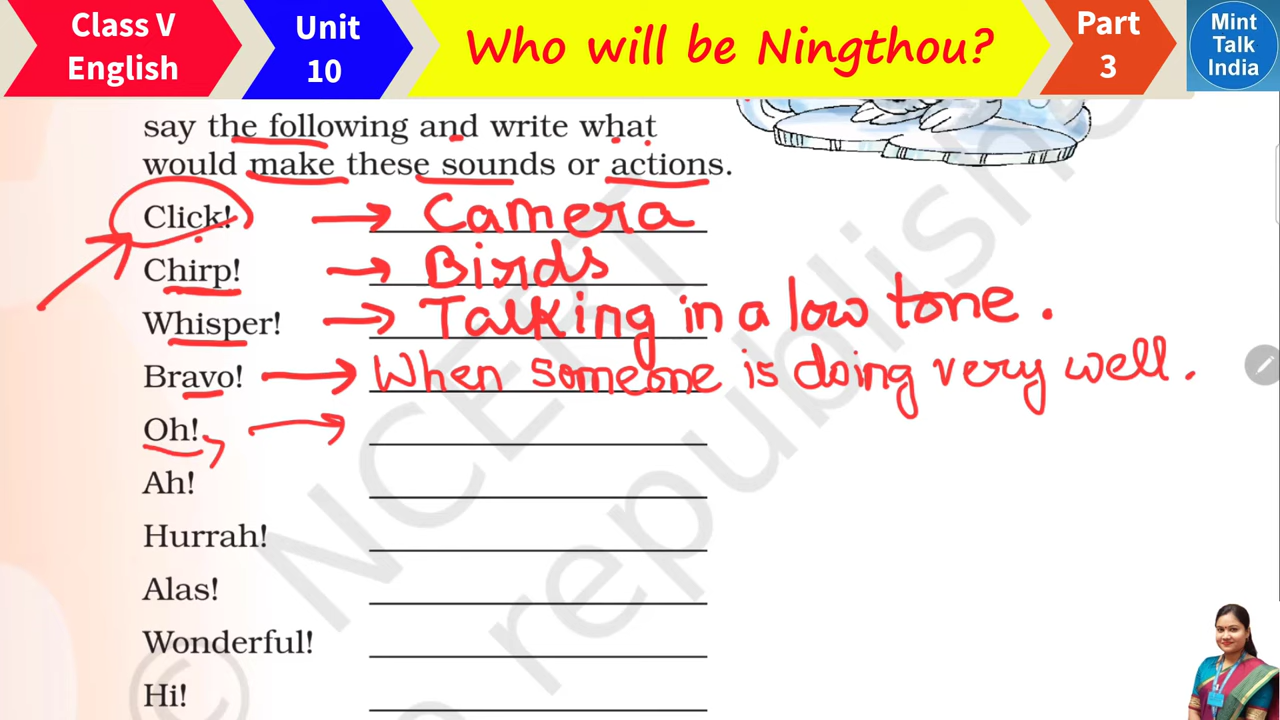 Class V
English
Unit
10
Who will be Ningthou?
Part
3
Mint
Talk
India
say the following and write what
would make these sounds or actions.
Click! → Camera
Chirp! → Birds
Whisper! → Talking in a low tone.
Bravo! → When someone is doing very well.
Oh! →
Ah!
Hurrah!
Alas!
Wonderful!
Hi!
© NCERT
republishe